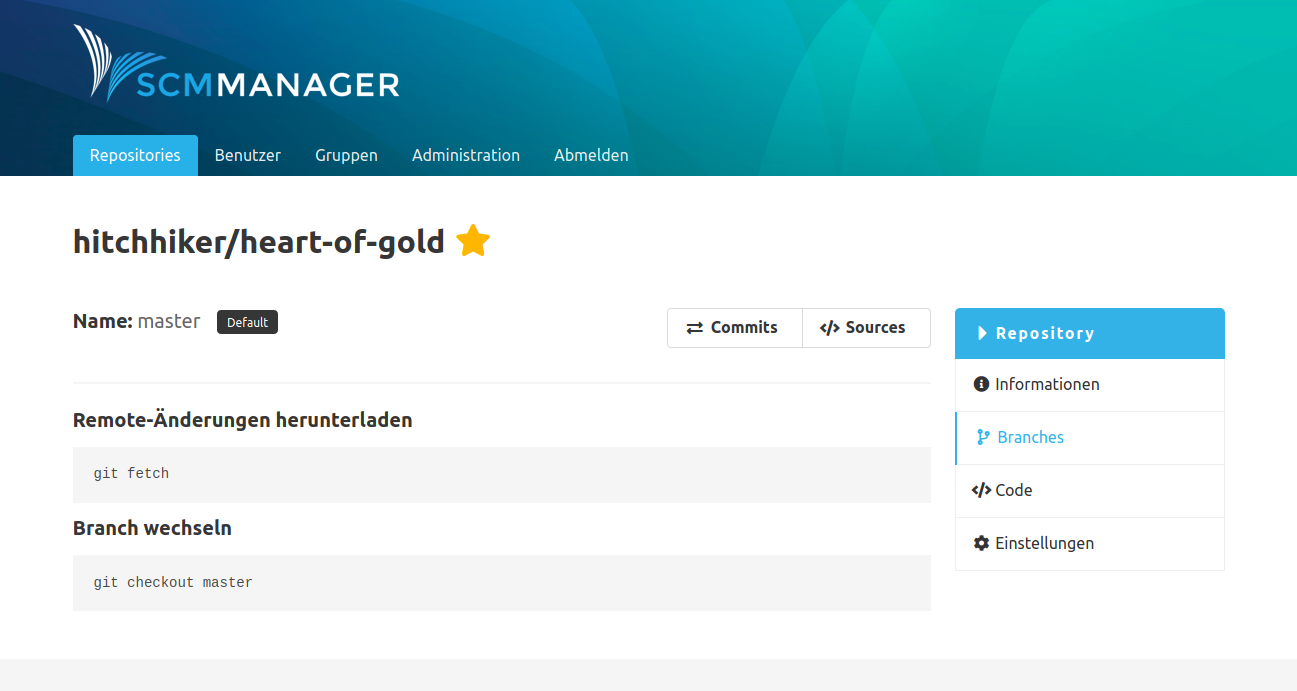 SCMMANAGER
Repositories Benutzer Gruppen Administration Abmelden
hitchhiker/heart-of-gold
Name: master Default
Commits Sources
Remote-Änderungen herunterladen
git fetch
Branch wechseln
git checkout master
Repository
Informationen
Branches
Code
Einstellungen